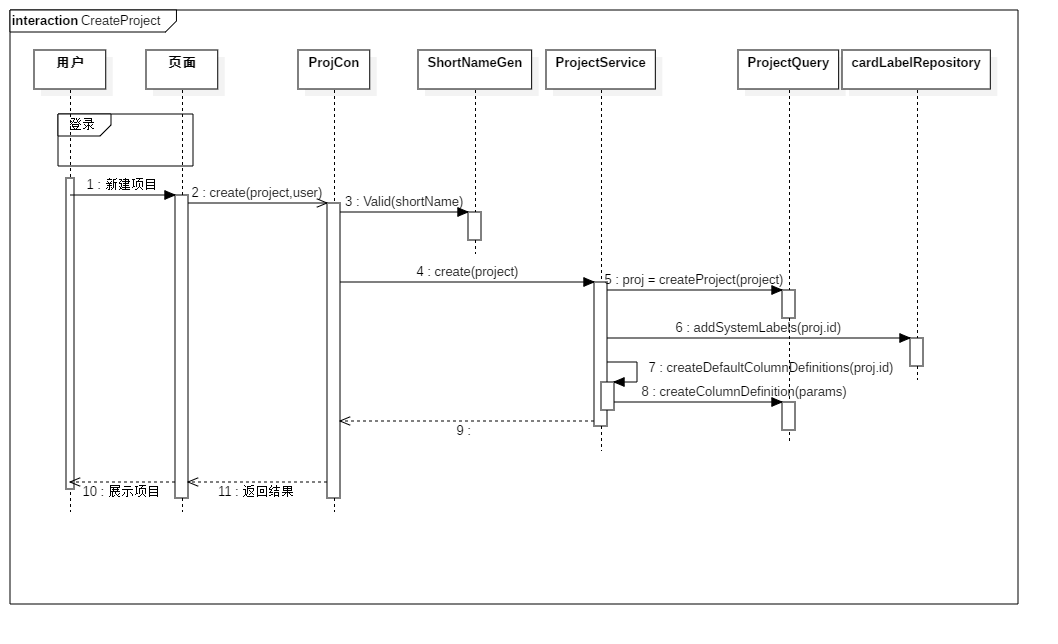 interaction CreateProject
用户
页面
ProjCon
ShortNameGen
ProjectService
ProjectQuery
cardLabelRepository
登录
1 : 新建项目
2 : create(project,user)
3 : Valid(shortName)
4 : create(project)
5 : proj = createProject(project)
6 : addSystemLabels(proj.id)
7 : createDefaultColumnDefinitions(proj.id)
8 : createColumnDefinition(params)
9 :
10 : 展示项目
11 : 返回结果